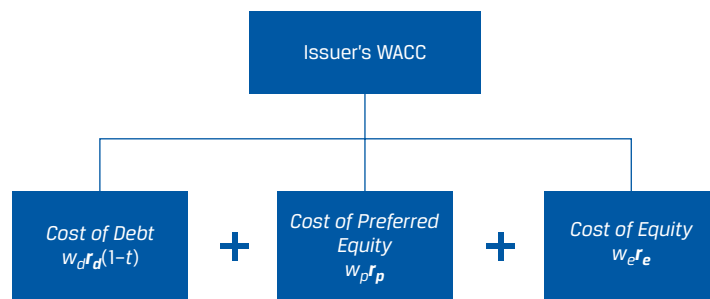 Issuer's WACC
Cost of Debt
w_d r_d(1–t)
+
Cost of Preferred
Equity
w_p r_p
+
Cost of Equity
w_e r_e